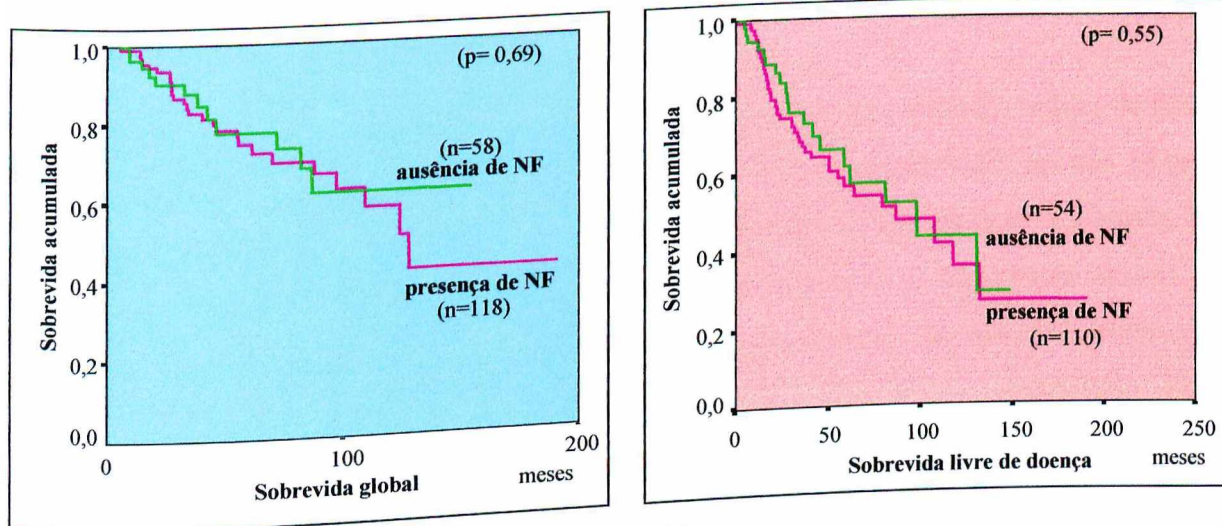 (p= 0,69)
1,0
0,8
0,6
0,4
0,2
0,0
Sobrevida acumulada
(n=58)
ausência de NF
presença de NF
(n=118)
0
100
200
Sobrevida global
meses
(p= 0,55)
1,0
0,8
0,6
0,4
0,2
0,0
Sobrevida acumulada
(n=54)
ausência de NF
presença de NF
(n=110)
0
50
100
150
200
250
Sobrevida livre de doença
meses